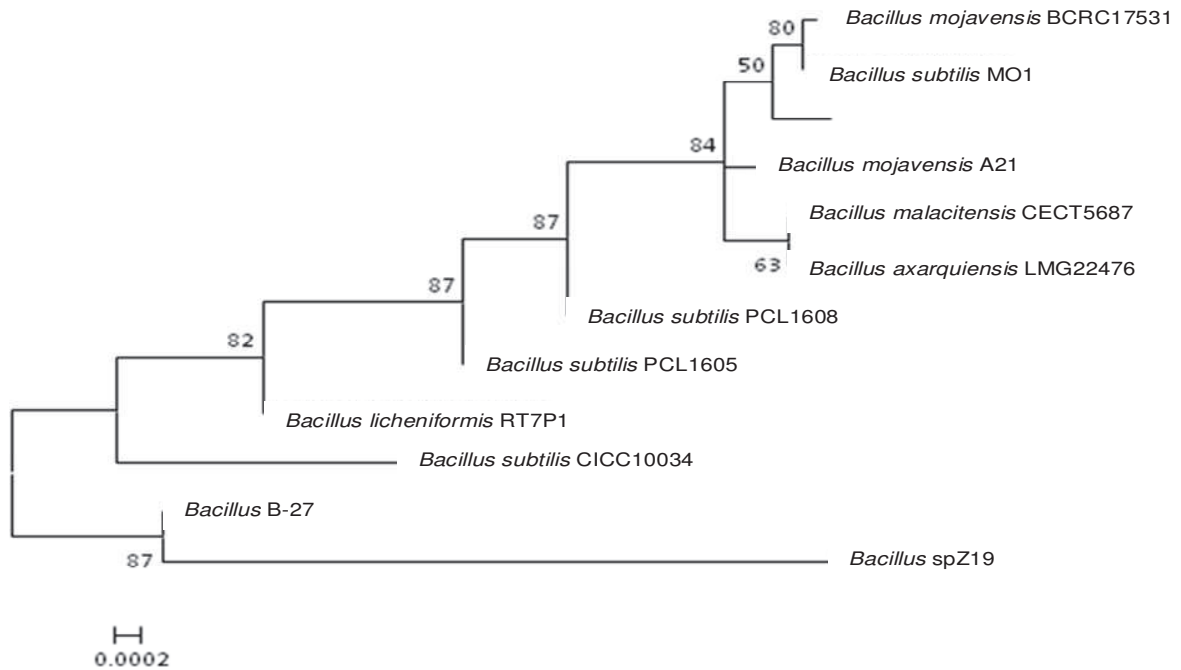 Bacillus mojavensis BCRC17531
80
50
Bacillus subtilis MO1
84
Bacillus mojavensis A21
Bacillus malacitensis CECT5687
87
63
Bacillus axarquiensis LMG22476
87
Bacillus subtilis PCL1608
82
Bacillus subtilis PCL1605
Bacillus licheniformis RT7P1
Bacillus subtilis CICC10034
Bacillus B-27
87
Bacillus spZ19
0.0002